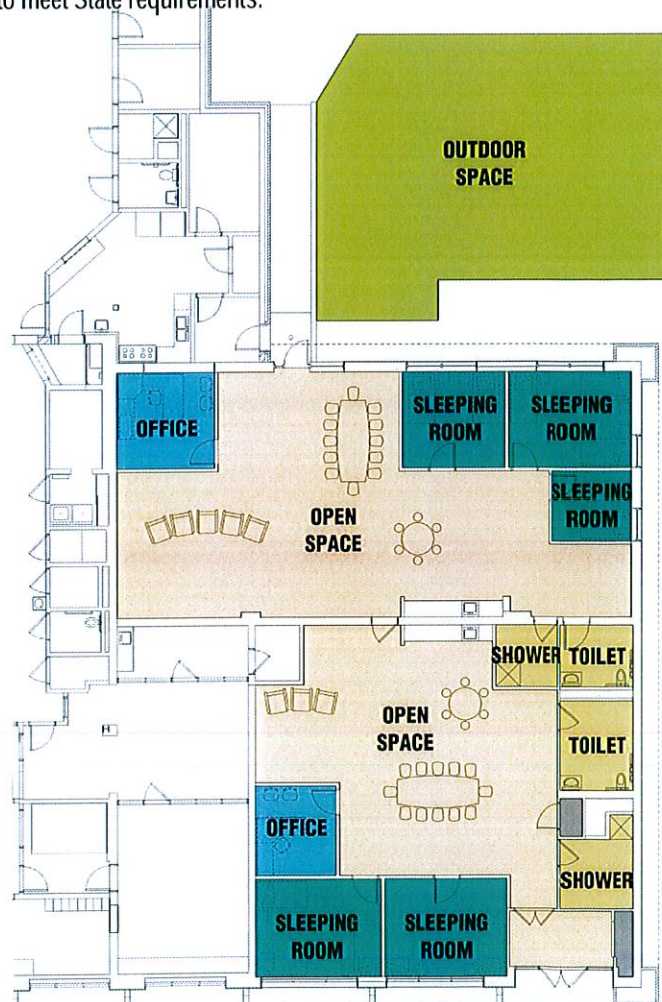 to meet State requirements.
OUTDOOR
SPACE
OFFICE
SLEEPING
ROOM
SLEEPING
ROOM
SLEEPING
ROOM
OPEN
SPACE
SHOWER
TOILET
OPEN
SPACE
TOILET
OFFICE
SHOWER
SLEEPING
ROOM
SLEEPING
ROOM